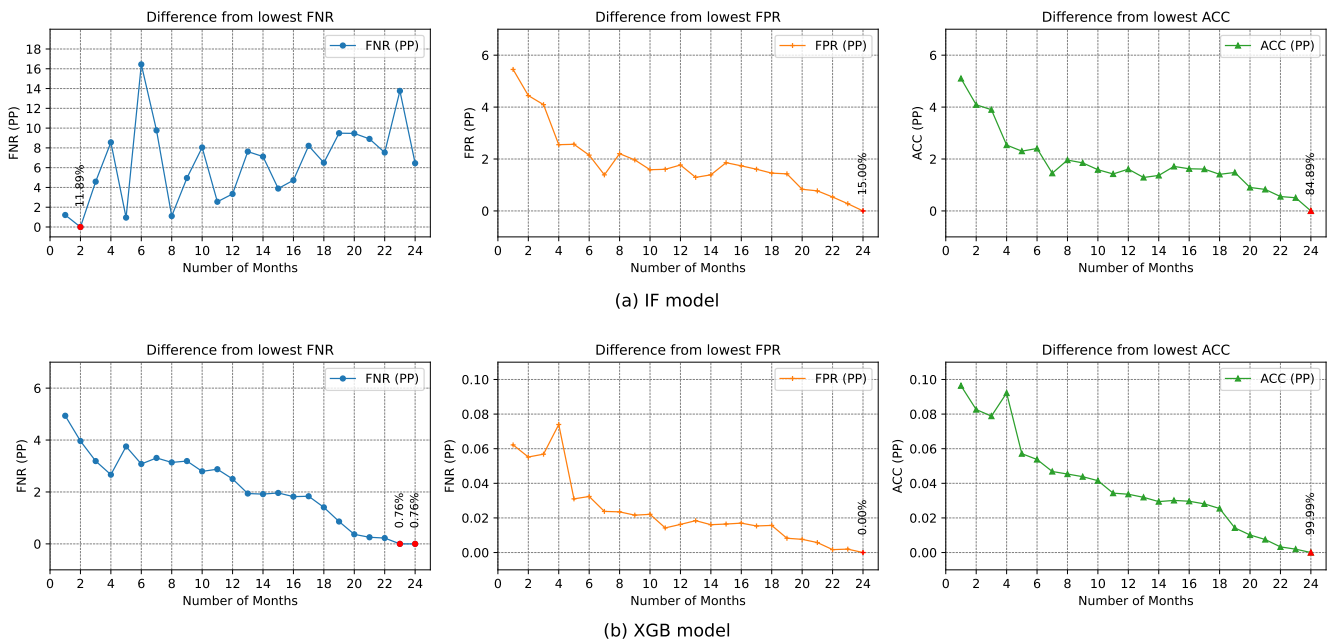 Difference from lowest FNR
Difference from lowest FPR
Difference from lowest ACC
FNR (PP)
FPR (PP)
ACC (PP)
FNR (PP)
18
16
14
12
10
8
6
4
2
0
11.89%
0 2 4 6 8 10 12 14 16 18 20 22 24
Number of Months
FPR (PP)
6
4
2
0
15.00%
0 2 4 6 8 10 12 14 16 18 20 22 24
Number of Months
ACC (PP)
6
4
2
0
84.89%
0 2 4 6 8 10 12 14 16 18 20 22 24
Number of Months
(a) IF model
Difference from lowest FNR
Difference from lowest FPR
Difference from lowest ACC
FNR (PP)
FPR (PP)
ACC (PP)
FNR (PP)
6
4
2
0
0.76%
0.76%
0 2 4 6 8 10 12 14 16 18 20 22 24
Number of Months
FNR (PP)
0.10
0.08
0.06
0.04
0.02
0.00
0.00%
0 2 4 6 8 10 12 14 16 18 20 22 24
Number of Months
ACC (PP)
0.10
0.08
0.06
0.04
0.02
0.00
99.99%
0 2 4 6 8 10 12 14 16 18 20 22 24
Number of Months
(b) XGB model